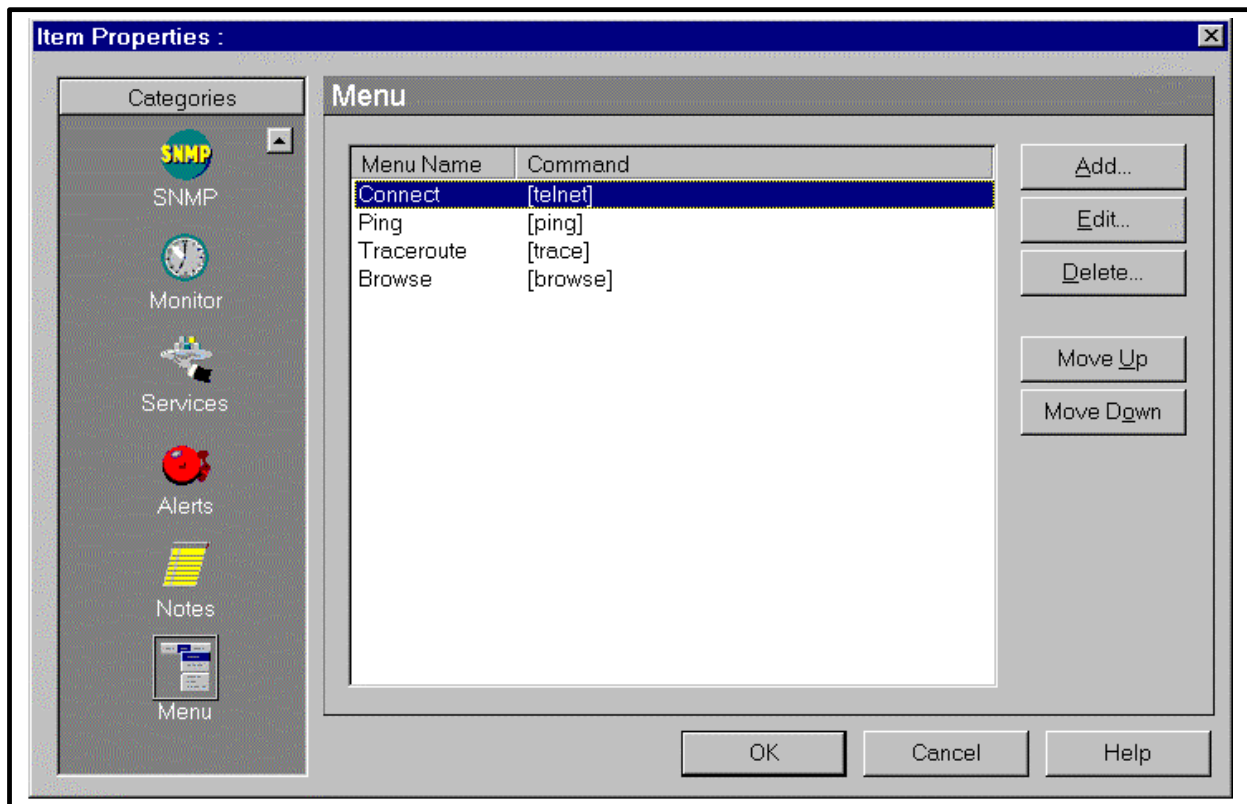 Item Properties :
Categories
SNMP
SNMP
Monitor
Services
Alerts
Notes
Menu
Menu
Menu Name Command
Connect [telnet]
Ping [ping]
Traceroute [trace]
Browse [browse]
Add...
Edit...
Delete...
Move Up
Move Down
OK Cancel Help